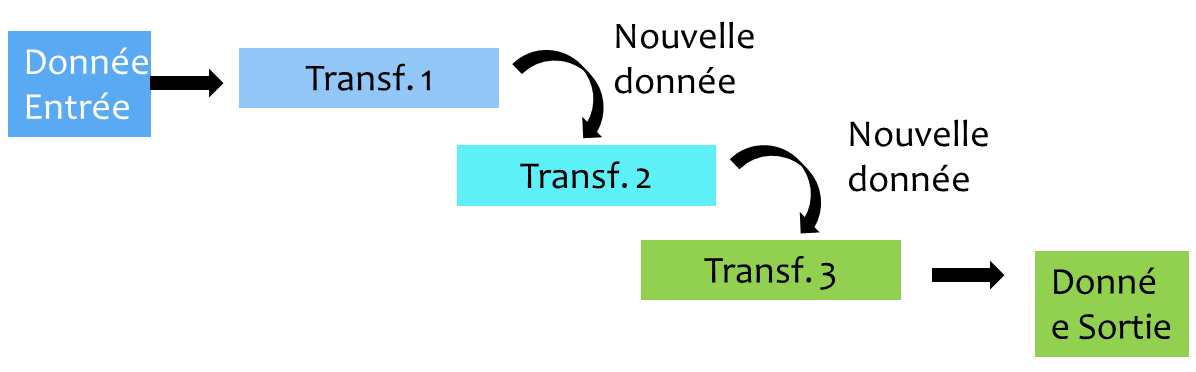 Donnée
Entrée
Transf. 1
Nouvelle
donnée
Transf. 2
Nouvelle
donnée
Transf. 3
Donné
e Sortie